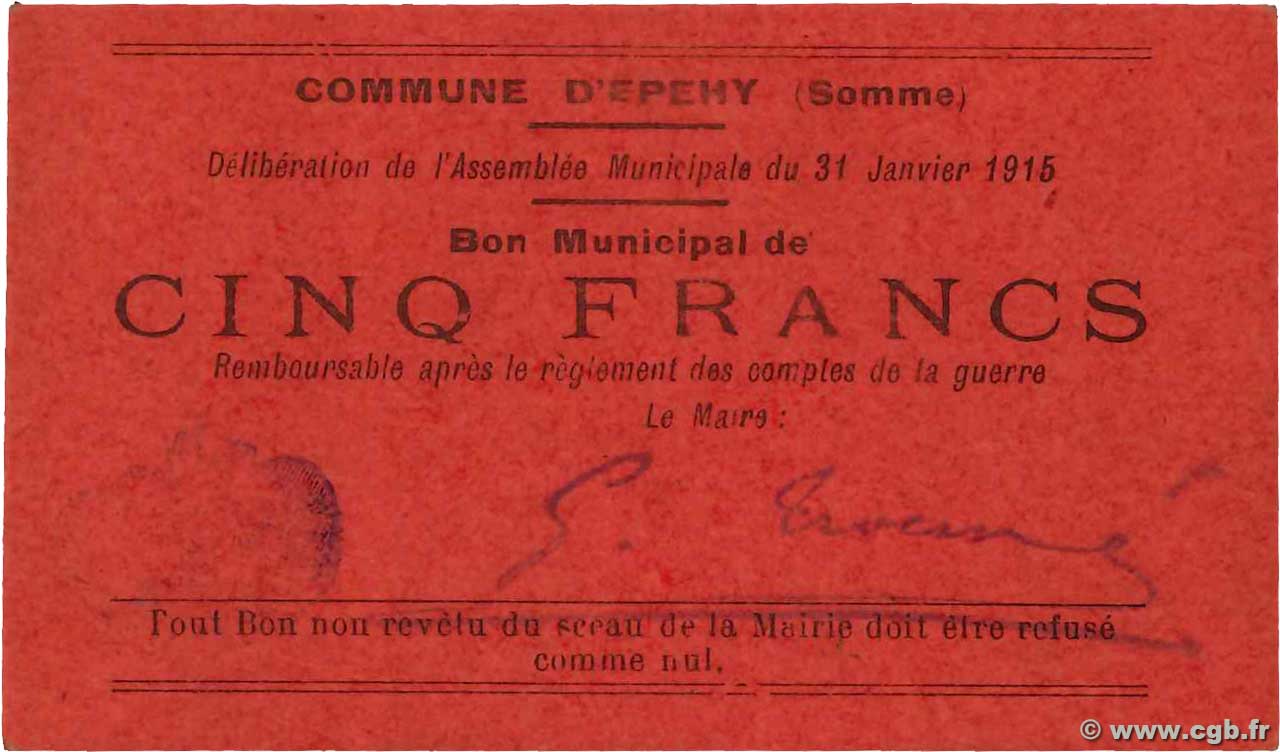 COMMUNE D'EPEHY (Somme)
Délibération de l'Assemblée Municipale du 31 Janvier 1915
Bon Municipal de
CINQ FRANCS
Remboursable après le règlement des comptes de la guerre
Le Maire :
Tout Bon non revêtu du sceau de la Mairie doit être refusé
comme nul.
© www.cgb.fr